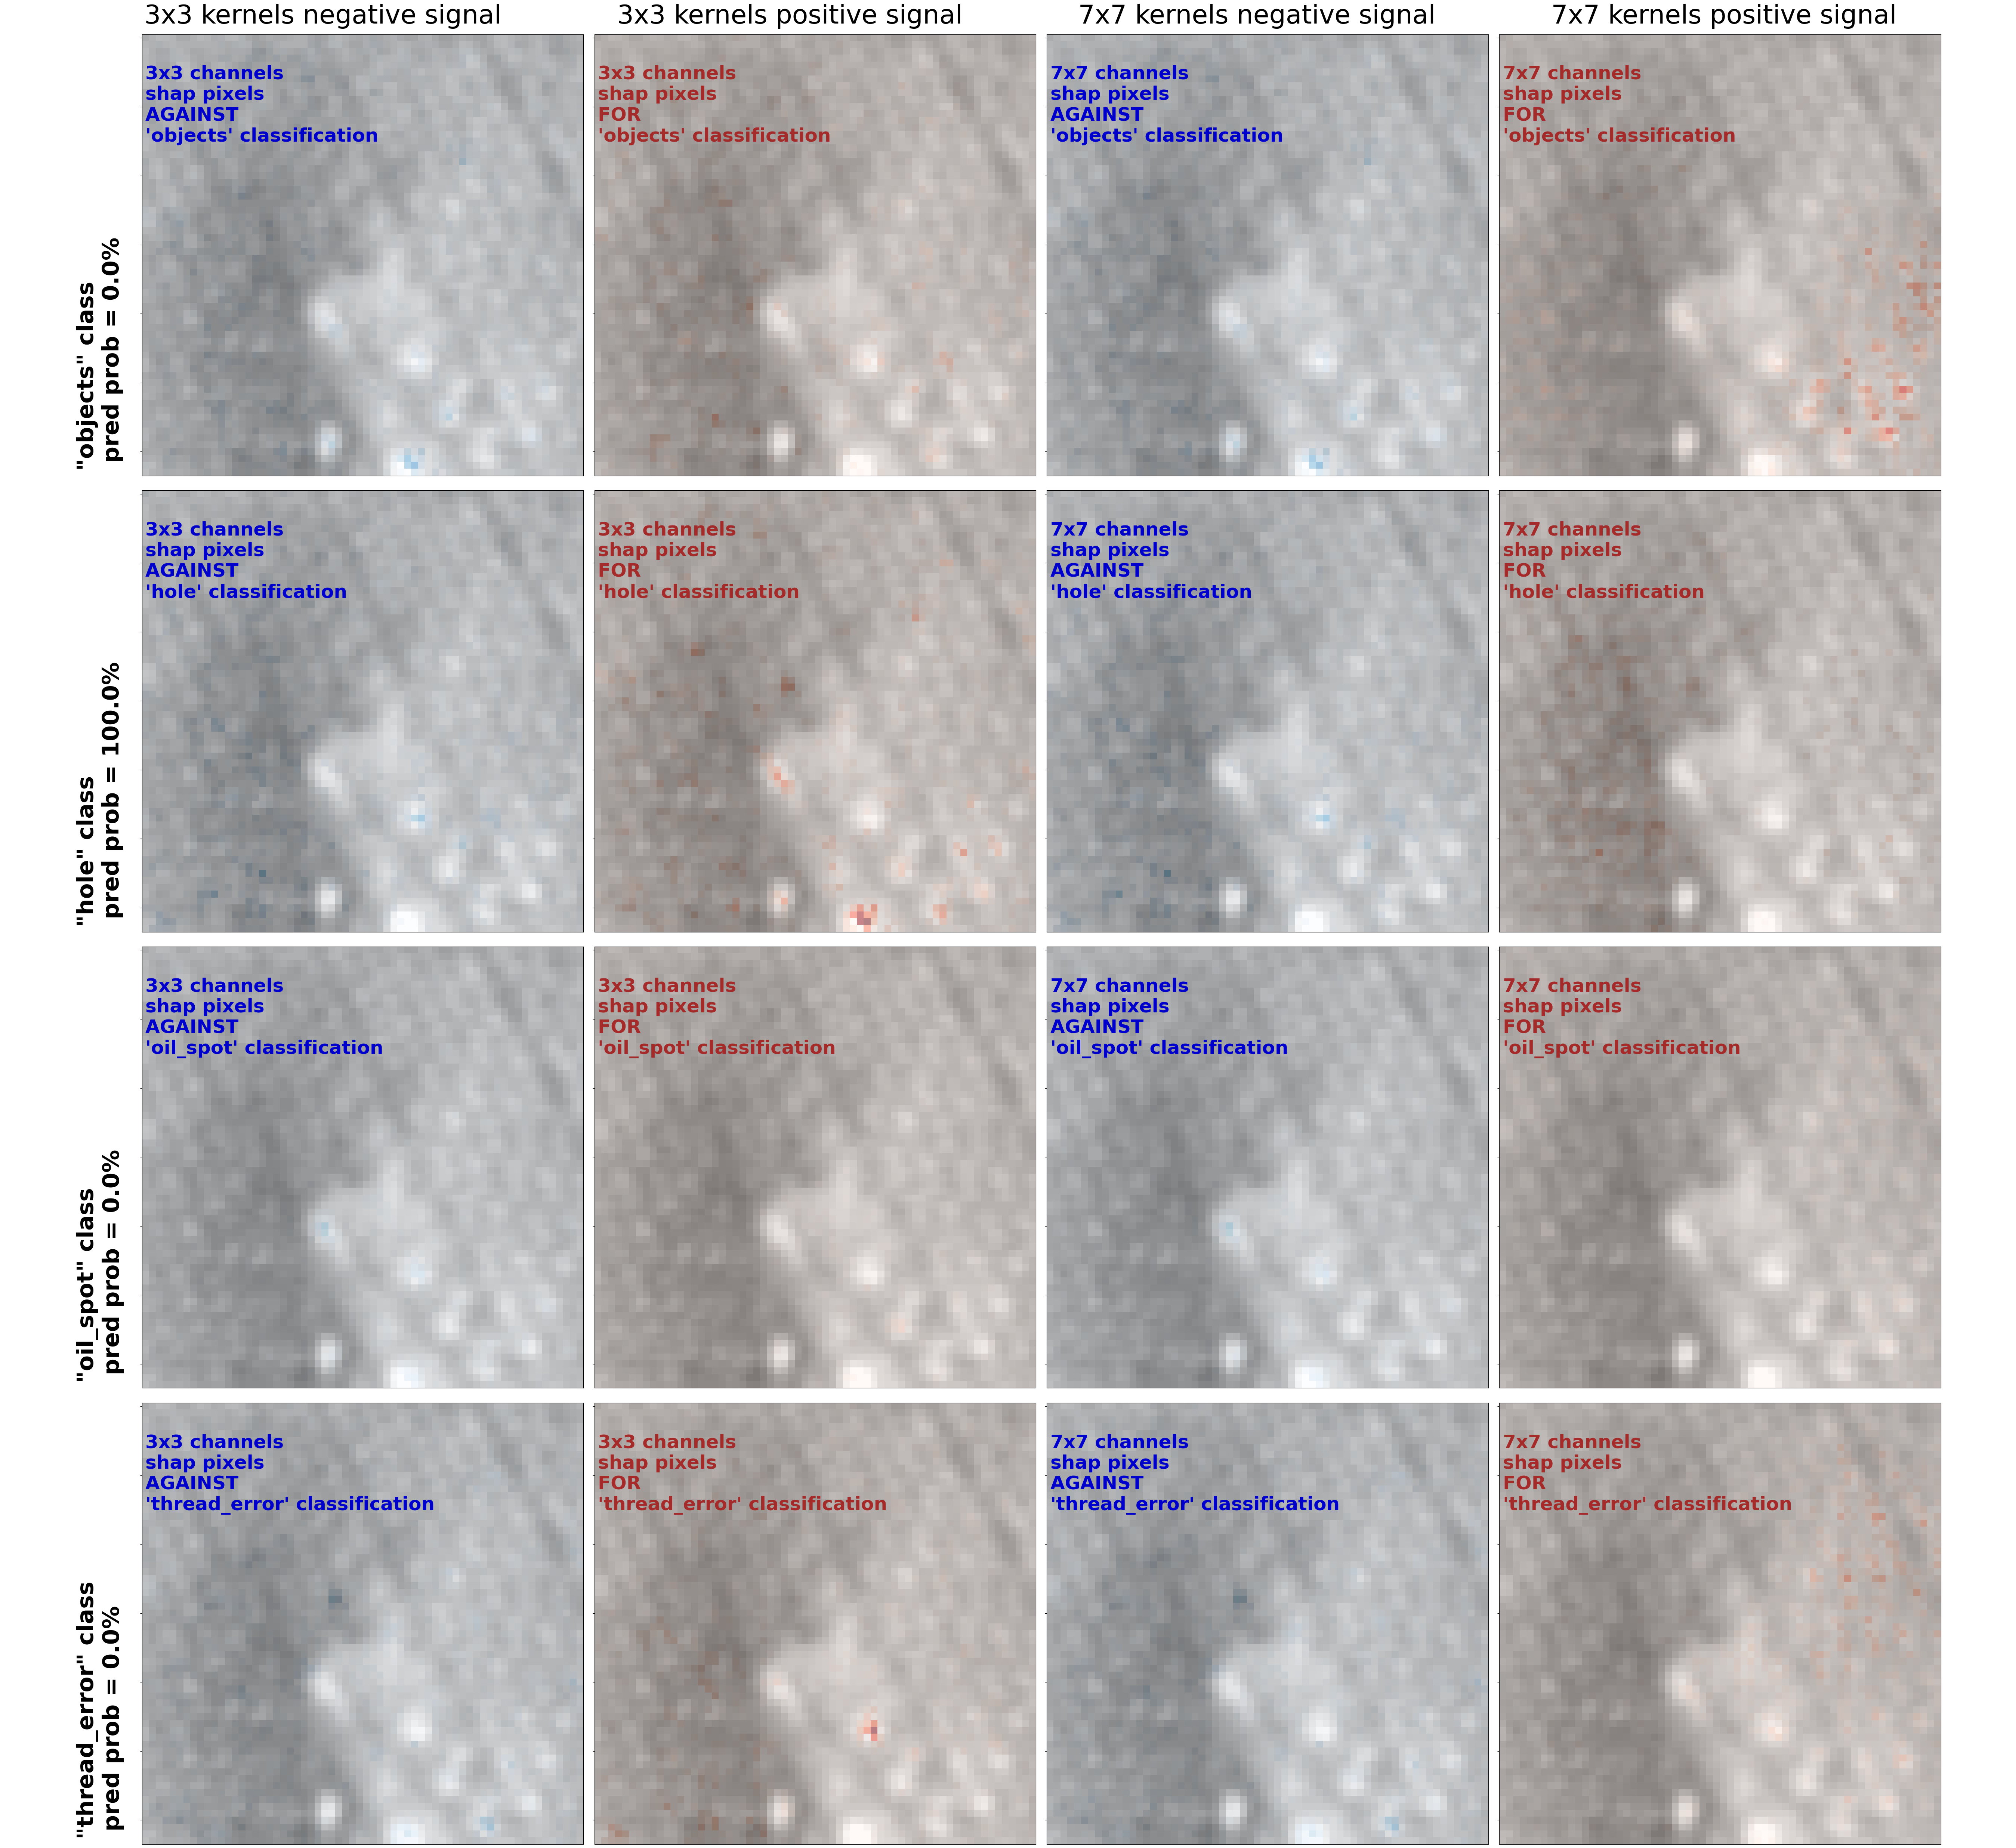 3x3 kernels negative signal
3x3 kernels positive signal
7x7 kernels negative signal
7x7 kernels positive signal
"objects" class
pred prob = 0.0%
3x3 channels
shap pixels
AGAINST
'objects' classification
3x3 channels
shap pixels
FOR
'objects' classification
7x7 channels
shap pixels
AGAINST
'objects' classification
7x7 channels
shap pixels
FOR
'objects' classification
"hole" class
pred prob = 100.0%
3x3 channels
shap pixels
AGAINST
'hole' classification
3x3 channels
shap pixels
FOR
'hole' classification
7x7 channels
shap pixels
AGAINST
'hole' classification
7x7 channels
shap pixels
FOR
'hole' classification
"oil_spot" class
pred prob = 0.0%
3x3 channels
shap pixels
AGAINST
'oil_spot' classification
3x3 channels
shap pixels
FOR
'oil_spot' classification
7x7 channels
shap pixels
AGAINST
'oil_spot' classification
7x7 channels
shap pixels
FOR
'oil_spot' classification
"thread_error" class
pred prob = 0.0%
3x3 channels
shap pixels
AGAINST
'thread_error' classification
3x3 channels
shap pixels
FOR
'thread_error' classification
7x7 channels
shap pixels
AGAINST
'thread_error' classification
7x7 channels
shap pixels
FOR
'thread_error' classification